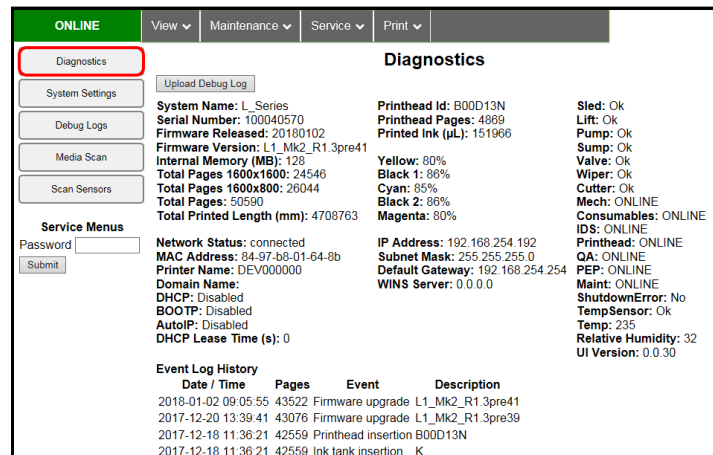 ONLINE View Maintenance Service Print
Diagnostics
System Settings
Debug Logs
Media Scan
Scan Sensors
Service Menus
Password
Submit
Diagnostics
Upload Debug Log
System Name: L_Series
Serial Number: 100040570
Firmware Released: 20180102
Firmware Version: L1_Mk2_R1.3pre41
Internal Memory (MB): 128
Total Pages 1600x1600: 24546
Total Pages 1600x800: 26044
Total Pages: 50590
Total Printed Length (mm): 4708763
Network Status: connected
MAC Address: 84-97-b8-01-64-8b
Printer Name: DEV000000
Domain Name:
DHCP: Disabled
BOOTP: Disabled
AutoIP: Disabled
DHCP Lease Time (s): 0
Printhead Id: B00D13N
Printhead Pages: 4869
Printed Ink (µL): 151966
Yellow: 80%
Black 1: 86%
Cyan: 85%
Black 2: 86%
Magenta: 80%
IP Address: 192.168.254.192
Subnet Mask: 255.255.255.0
Default Gateway: 192.168.254.254
WINS Server: 0.0.0.0
Sled: Ok
Lift: Ok
Pump: Ok
Sump: Ok
Valve: Ok
Wiper: Ok
Cutter: Ok
Mech: ONLINE
Consumables: ONLINE
IDS: ONLINE
Printhead: ONLINE
QA: ONLINE
PEP: ONLINE
Maint: ONLINE
ShutdownError: No
TempSensor: Ok
Temp: 235
Relative Humidity: 32
UI Version: 0.0.30
Event Log History
Date / Time Pages Event Description
2018-01-02 09:05:55 43522 Firmware upgrade L1_Mk2_R1.3pre41
2017-12-20 13:39:41 43076 Firmware upgrade L1_Mk2_R1.3pre39
2017-12-18 11:36:21 42559 Printhead insertion B00D13N
2017-12-18 11:36:21 42559 Ink tank insertion K